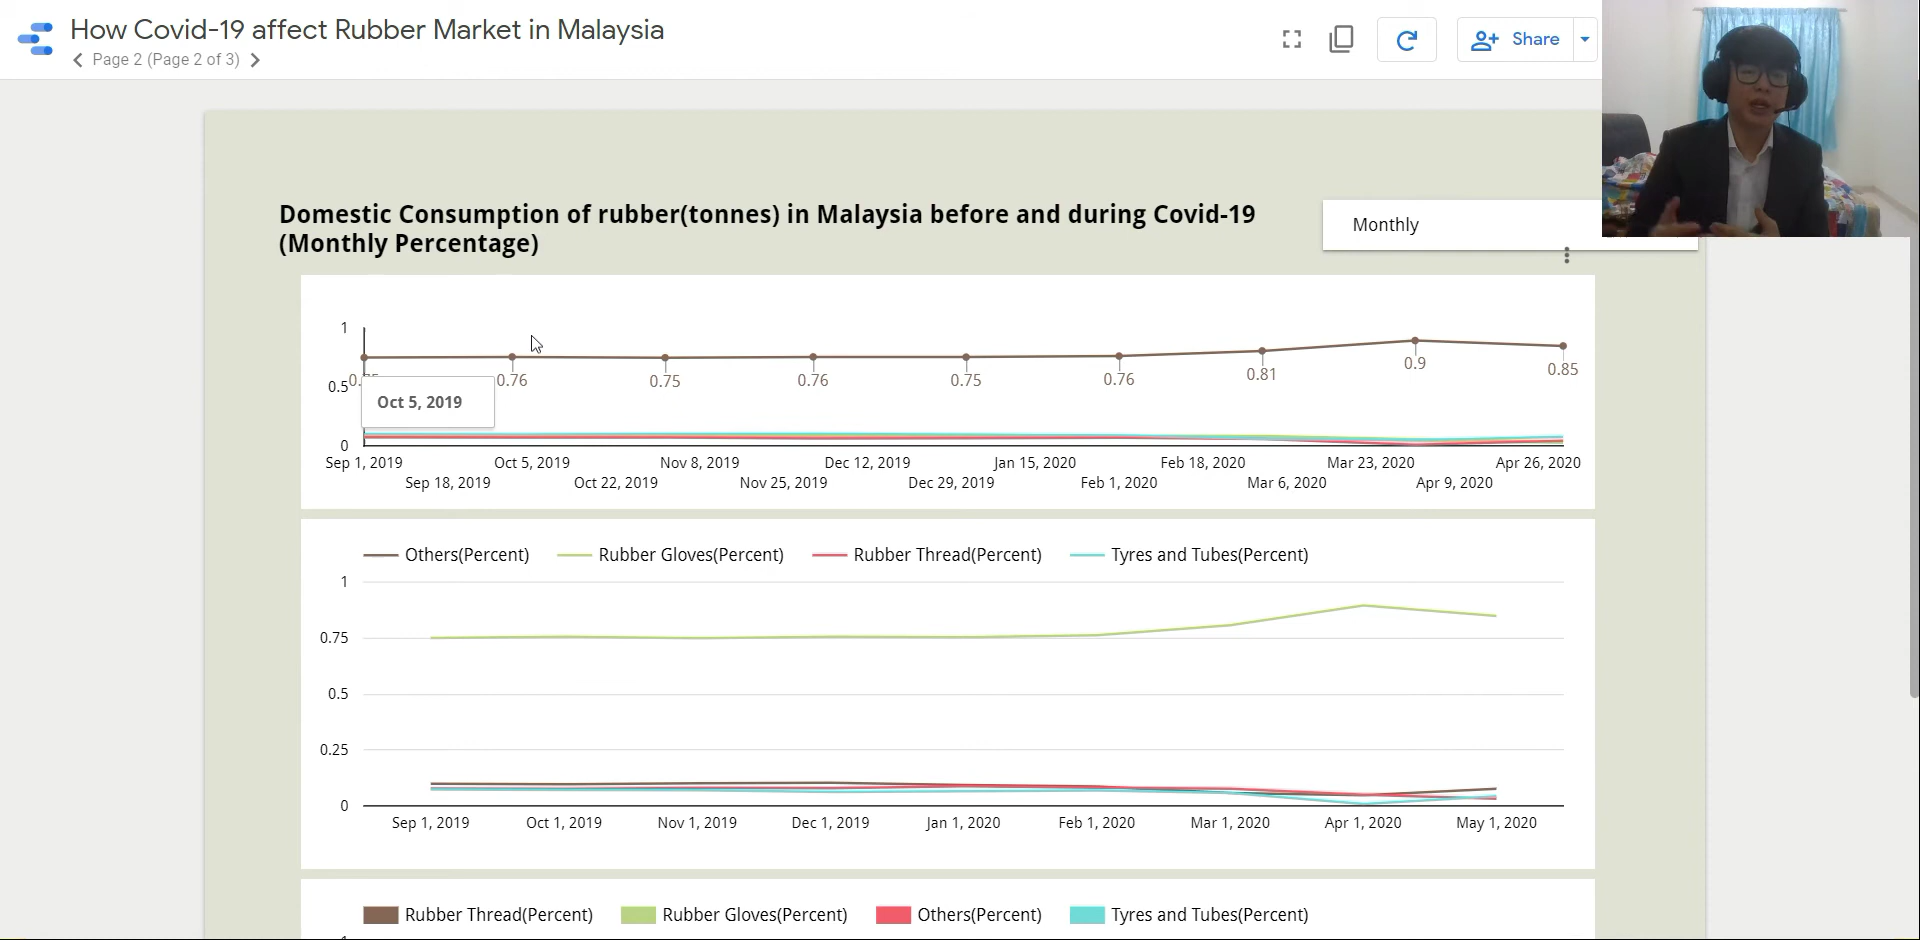 How Covid-19 affect Rubber Market in Malaysia
Page 2 (Page 2 of 3)
Share
Domestic Consumption of rubber(tonnes) in Malaysia before and during Covid-19
(Monthly Percentage)
Monthly
1
0.5
0
0.76
0.75
0.76
0.75
0.76
0.81
0.9
0.85
Oct 5, 2019
Sep 1, 2019 Oct 5, 2019 Nov 8, 2019 Dec 12, 2019 Jan 15, 2020 Feb 18, 2020 Mar 23, 2020 Apr 26, 2020
Sep 18, 2019 Oct 22, 2019 Nov 25, 2019 Dec 29, 2019 Feb 1, 2020 Mar 6, 2020 Apr 9, 2020
Others(Percent) Rubber Gloves(Percent) Rubber Thread(Percent) Tyres and Tubes(Percent)
1
0.75
0.5
0.25
0
Sep 1, 2019 Oct 1, 2019 Nov 1, 2019 Dec 1, 2019 Jan 1, 2020 Feb 1, 2020 Mar 1, 2020 Apr 1, 2020 May 1, 2020
Rubber Thread(Percent) Rubber Gloves(Percent) Others(Percent) Tyres and Tubes(Percent)